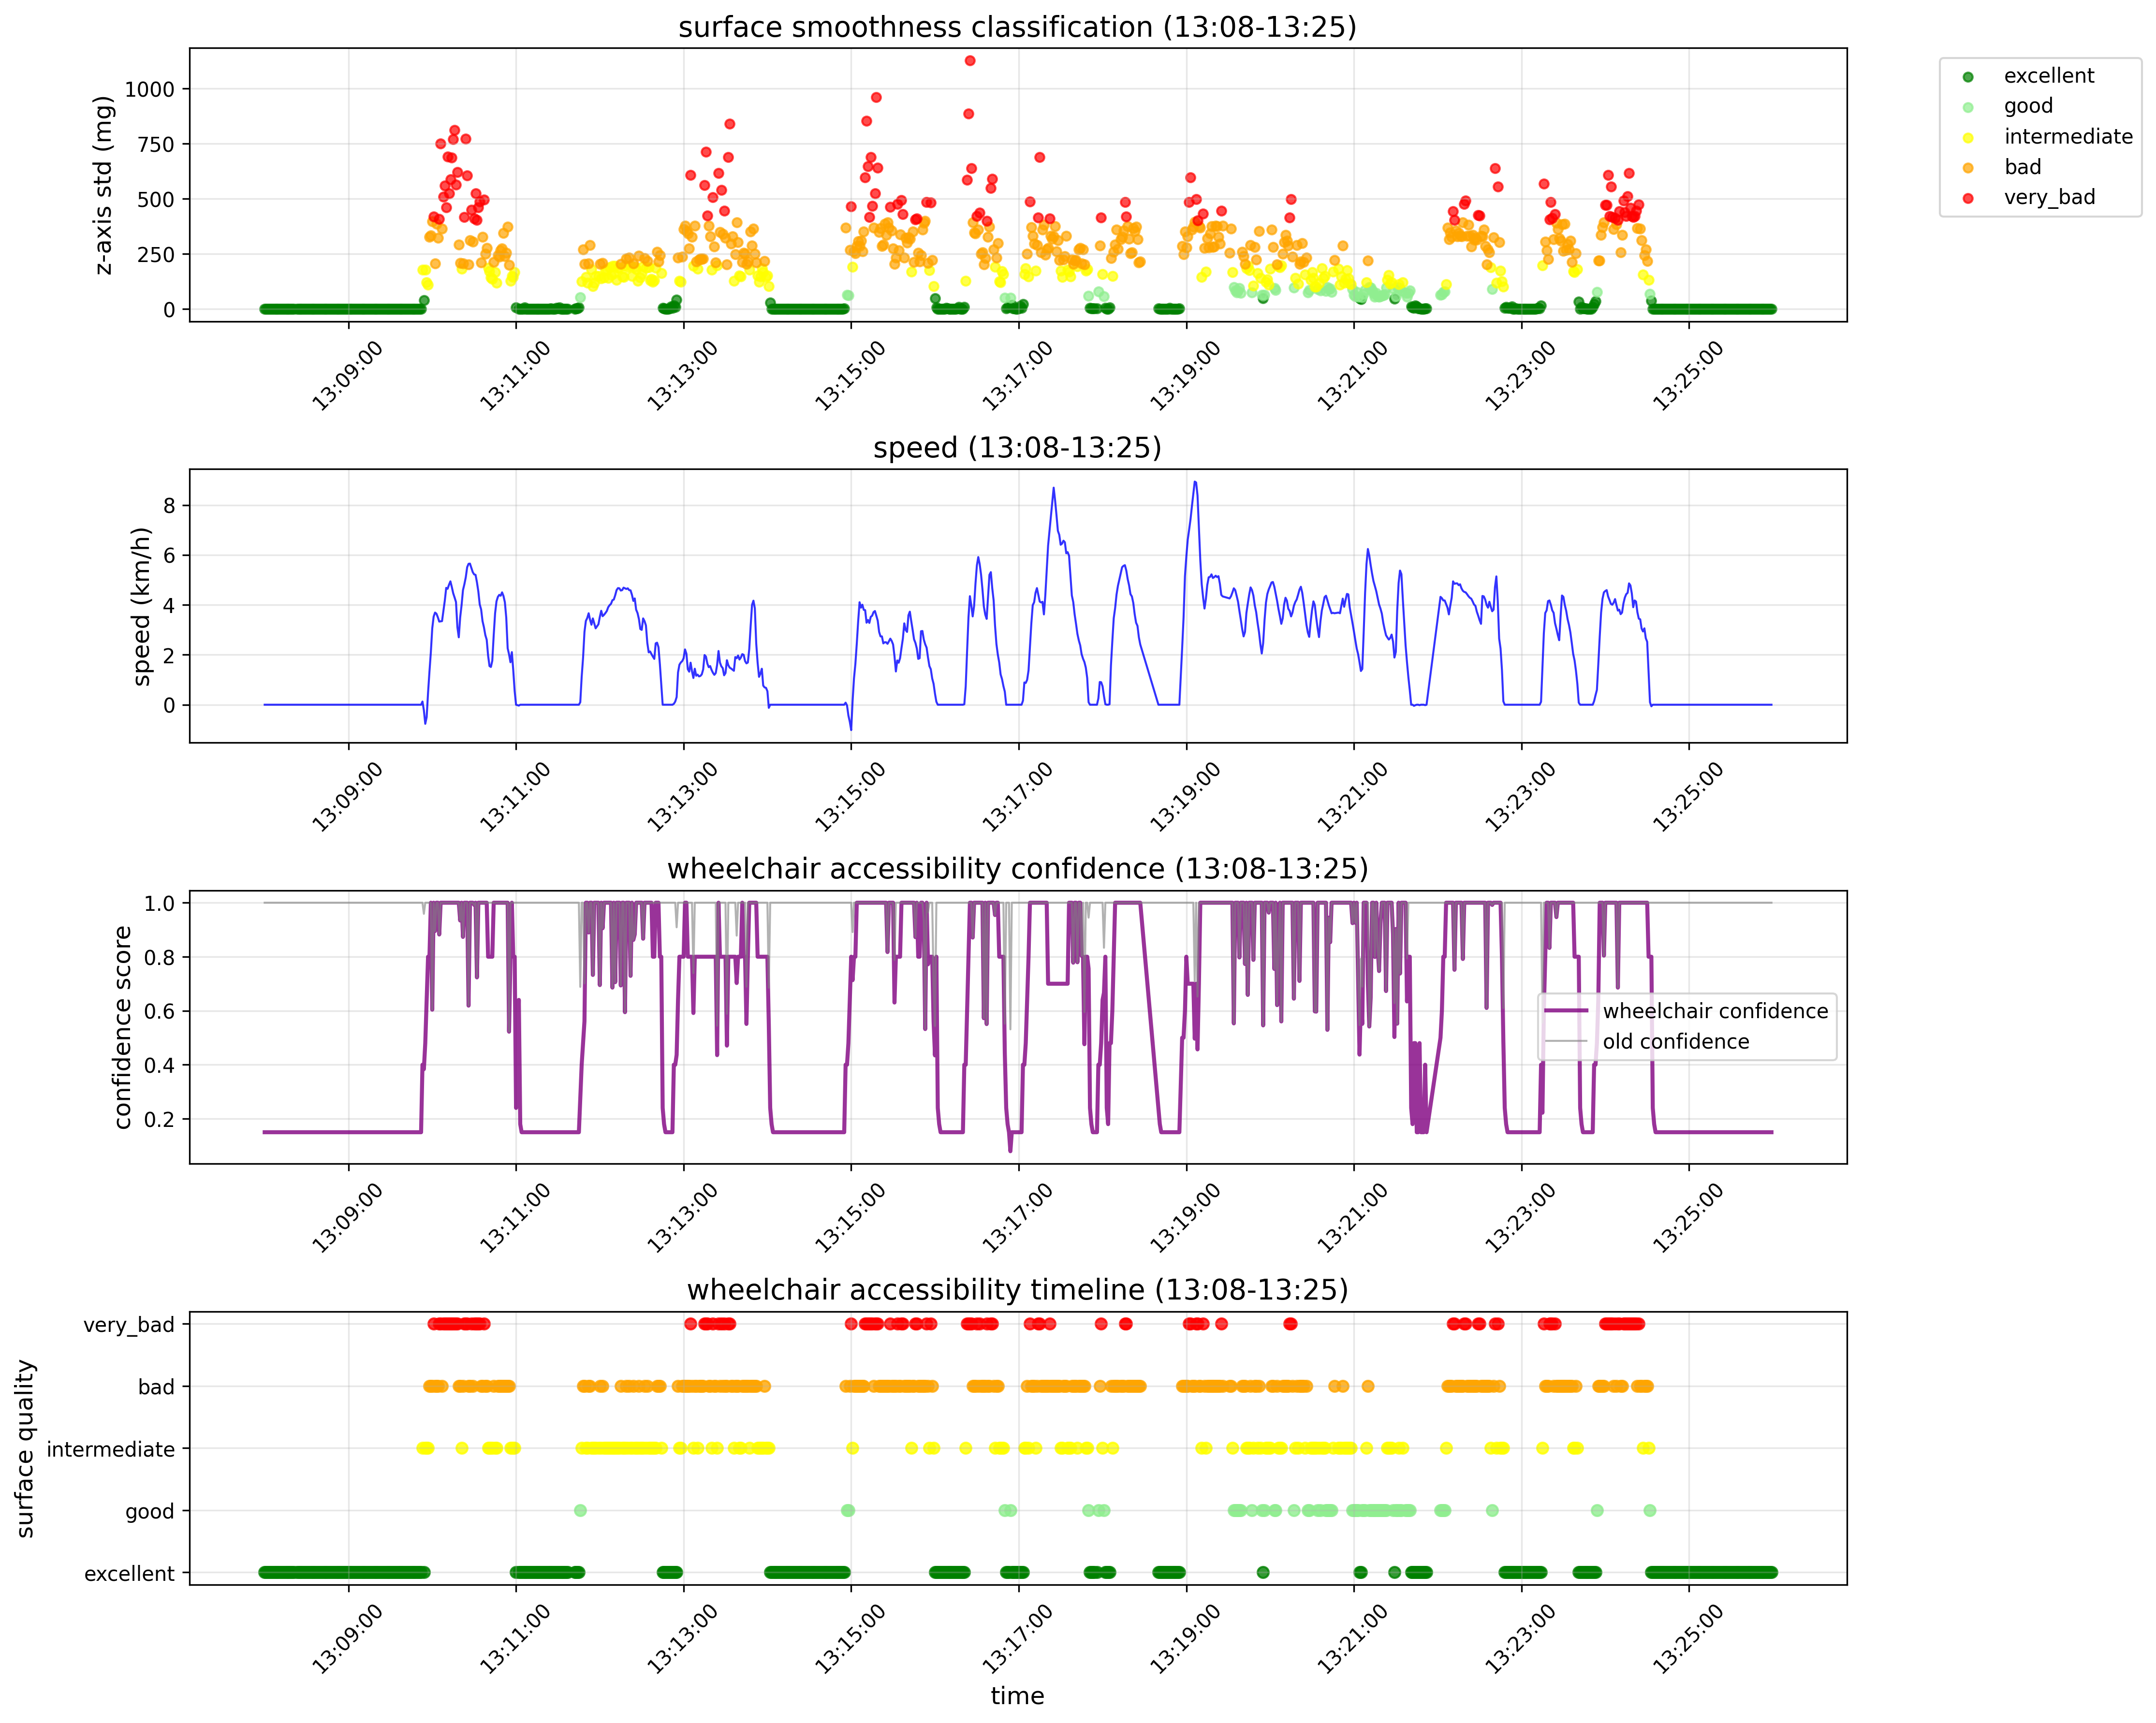 surface smoothness classification (13:08-13:25)
z-axis std (mg)
1000
750
500
250
0
13:09:00
13:11:00
13:13:00
13:15:00
13:17:00
13:19:00
13:21:00
13:23:00
13:25:00
excellent
good
intermediate
bad
very_bad
speed (13:08-13:25)
speed (km/h)
8
6
4
2
0
13:09:00
13:11:00
13:13:00
13:15:00
13:17:00
13:19:00
13:21:00
13:23:00
13:25:00
wheelchair accessibility confidence (13:08-13:25)
confidence score
1.0
0.8
0.6
0.4
0.2
wheelchair confidence
old confidence
13:09:00
13:11:00
13:13:00
13:15:00
13:17:00
13:19:00
13:21:00
13:23:00
13:25:00
wheelchair accessibility timeline (13:08-13:25)
surface quality
very_bad
bad
intermediate
good
excellent
13:09:00
13:11:00
13:13:00
13:15:00
13:17:00
13:19:00
13:21:00
13:23:00
13:25:00
time